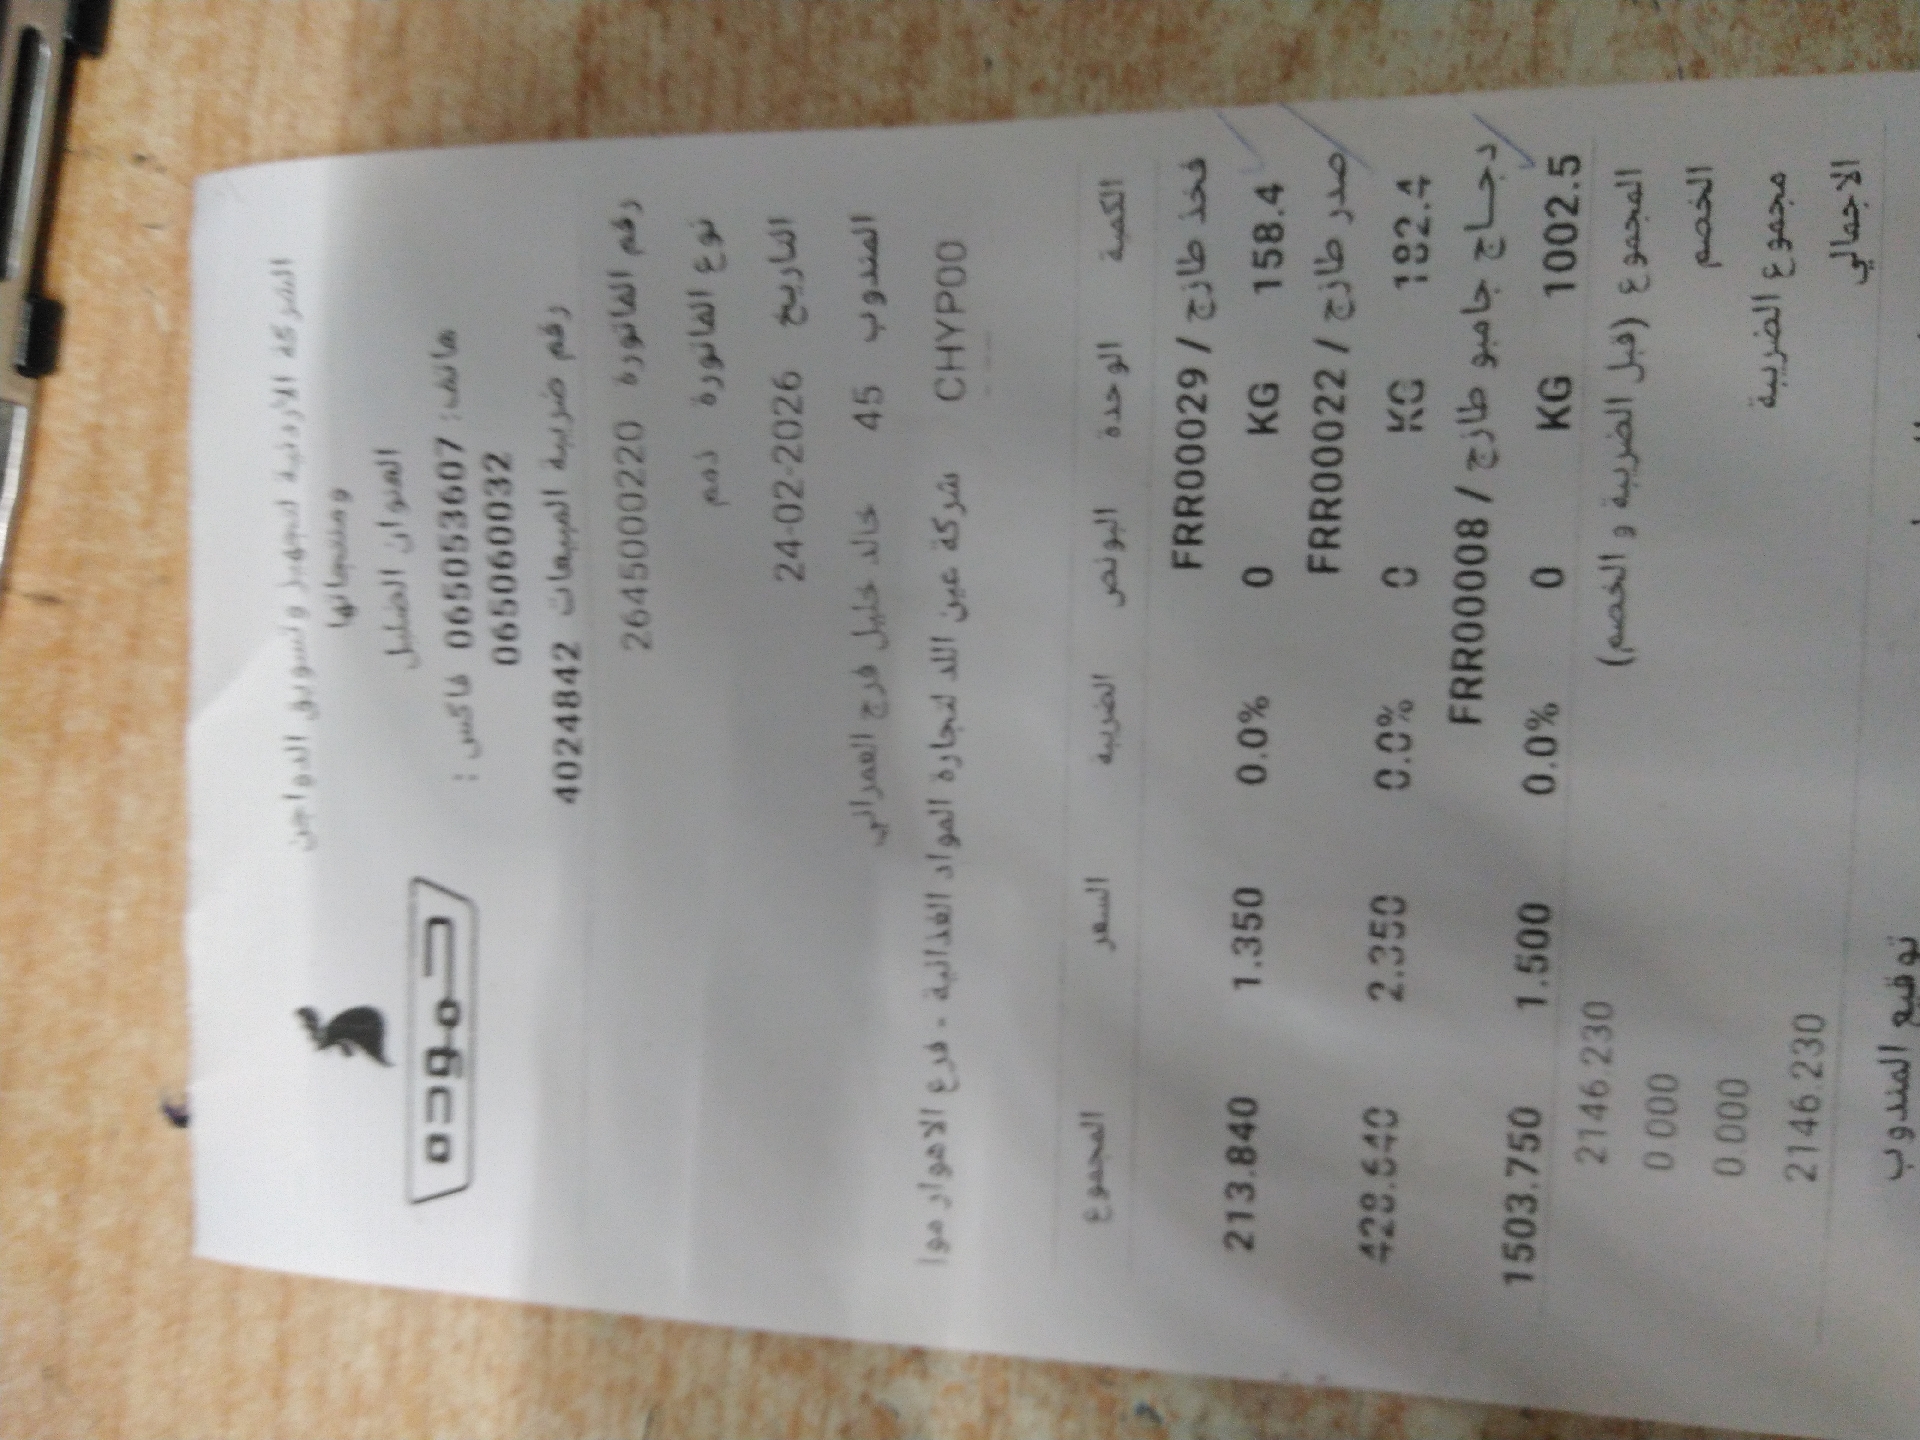 حموده
الشركة الأردنية لتجهيز وتسويق الدواجن
ومنتجاتها
العنوان الضليل
هاتف: 065053607 فاكس :
065060032
رقم ضريبة المبيعات 4024842
رقم الفاتورة 2645000220
نوع الفاتورة ذمم
التاريخ 24-02-2026
المندوب 45 خالد خليل فرج العمراني
CHYP00 شركة عين اللد لتجارة المواد الغذائية - فرع الاهوار موا
الكمية الوحدة البونص الضريبة السعر المجموع
فخذ طازج / FRR00029
158.4 KG 0 0.0% 1.350 213.840
صدر طازج / FRR00022
182.4 KG 0 0.0% 2.350 428.640
دجاج جامبو طازج / FRR00008
1002.5 KG 0 0.0% 1.500 1503.750
المجموع (قبل الضريبة و الخصم) 2146.230
الخصم 0.000
مجموع الضريبة 0.000
الاجمالي 2146.230
توقيع المندوب